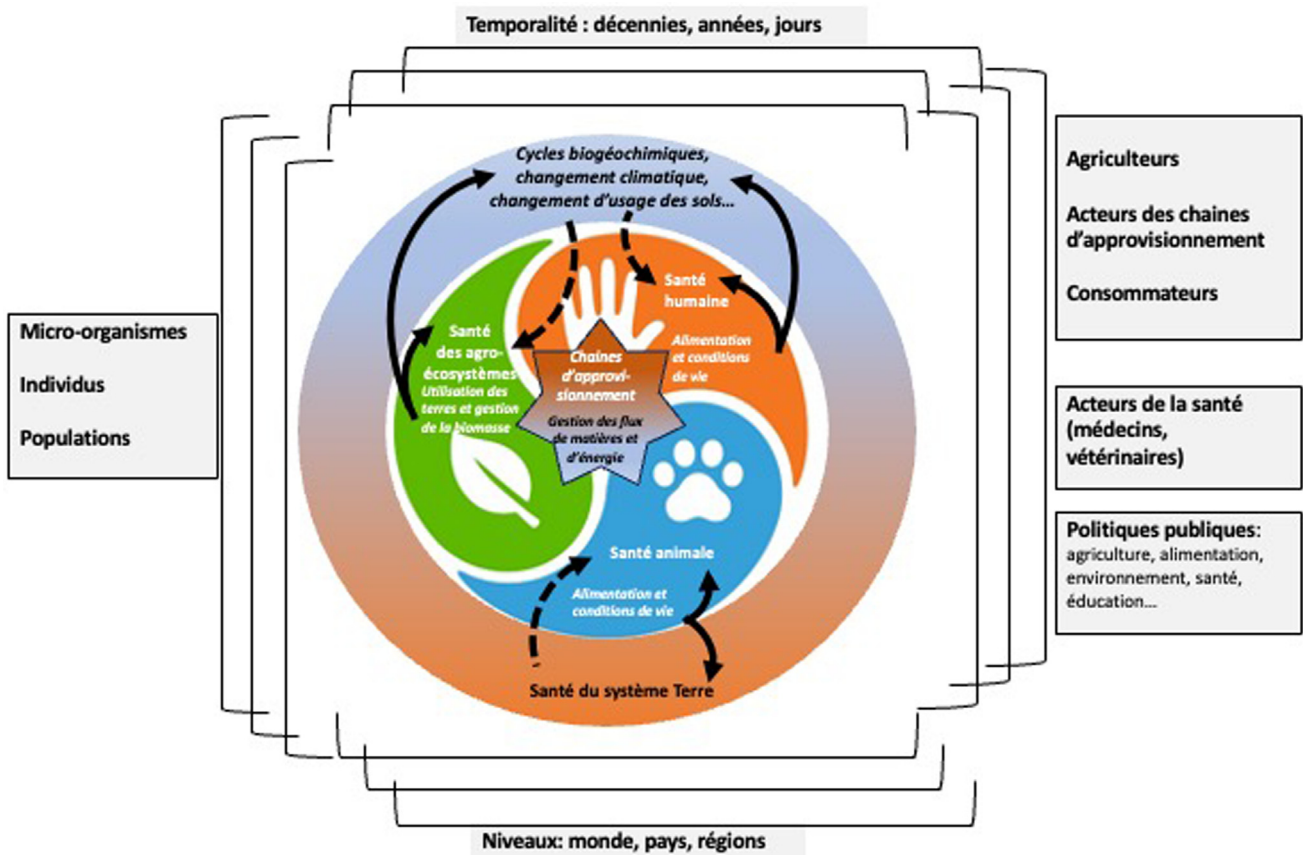 Temporalité : décennies, années, jours
Cycles biogéochimiques,
changement climatique,
changement d’usage des sols…
Santé
humaine
Alimentation
et conditions
de vie
Santé
des agro-
écosystèmes
Utilisation des
terres et gestion
de la biomasse
Chaînes
d’approvi-
sionnement
Gestion des flux
de matières et
d’énergie
Santé animale
Alimentation et
conditions de vie
Santé du système Terre
Micro-organismes
Individus
Populations
Agriculteurs
Acteurs des chaines
d’approvisionnement
Consommateurs
Acteurs de la santé
(médecins,
vétérinaires)
Politiques publiques:
agriculture, alimentation,
environnement, santé,
éducation…
Niveaux: monde, pays, régions